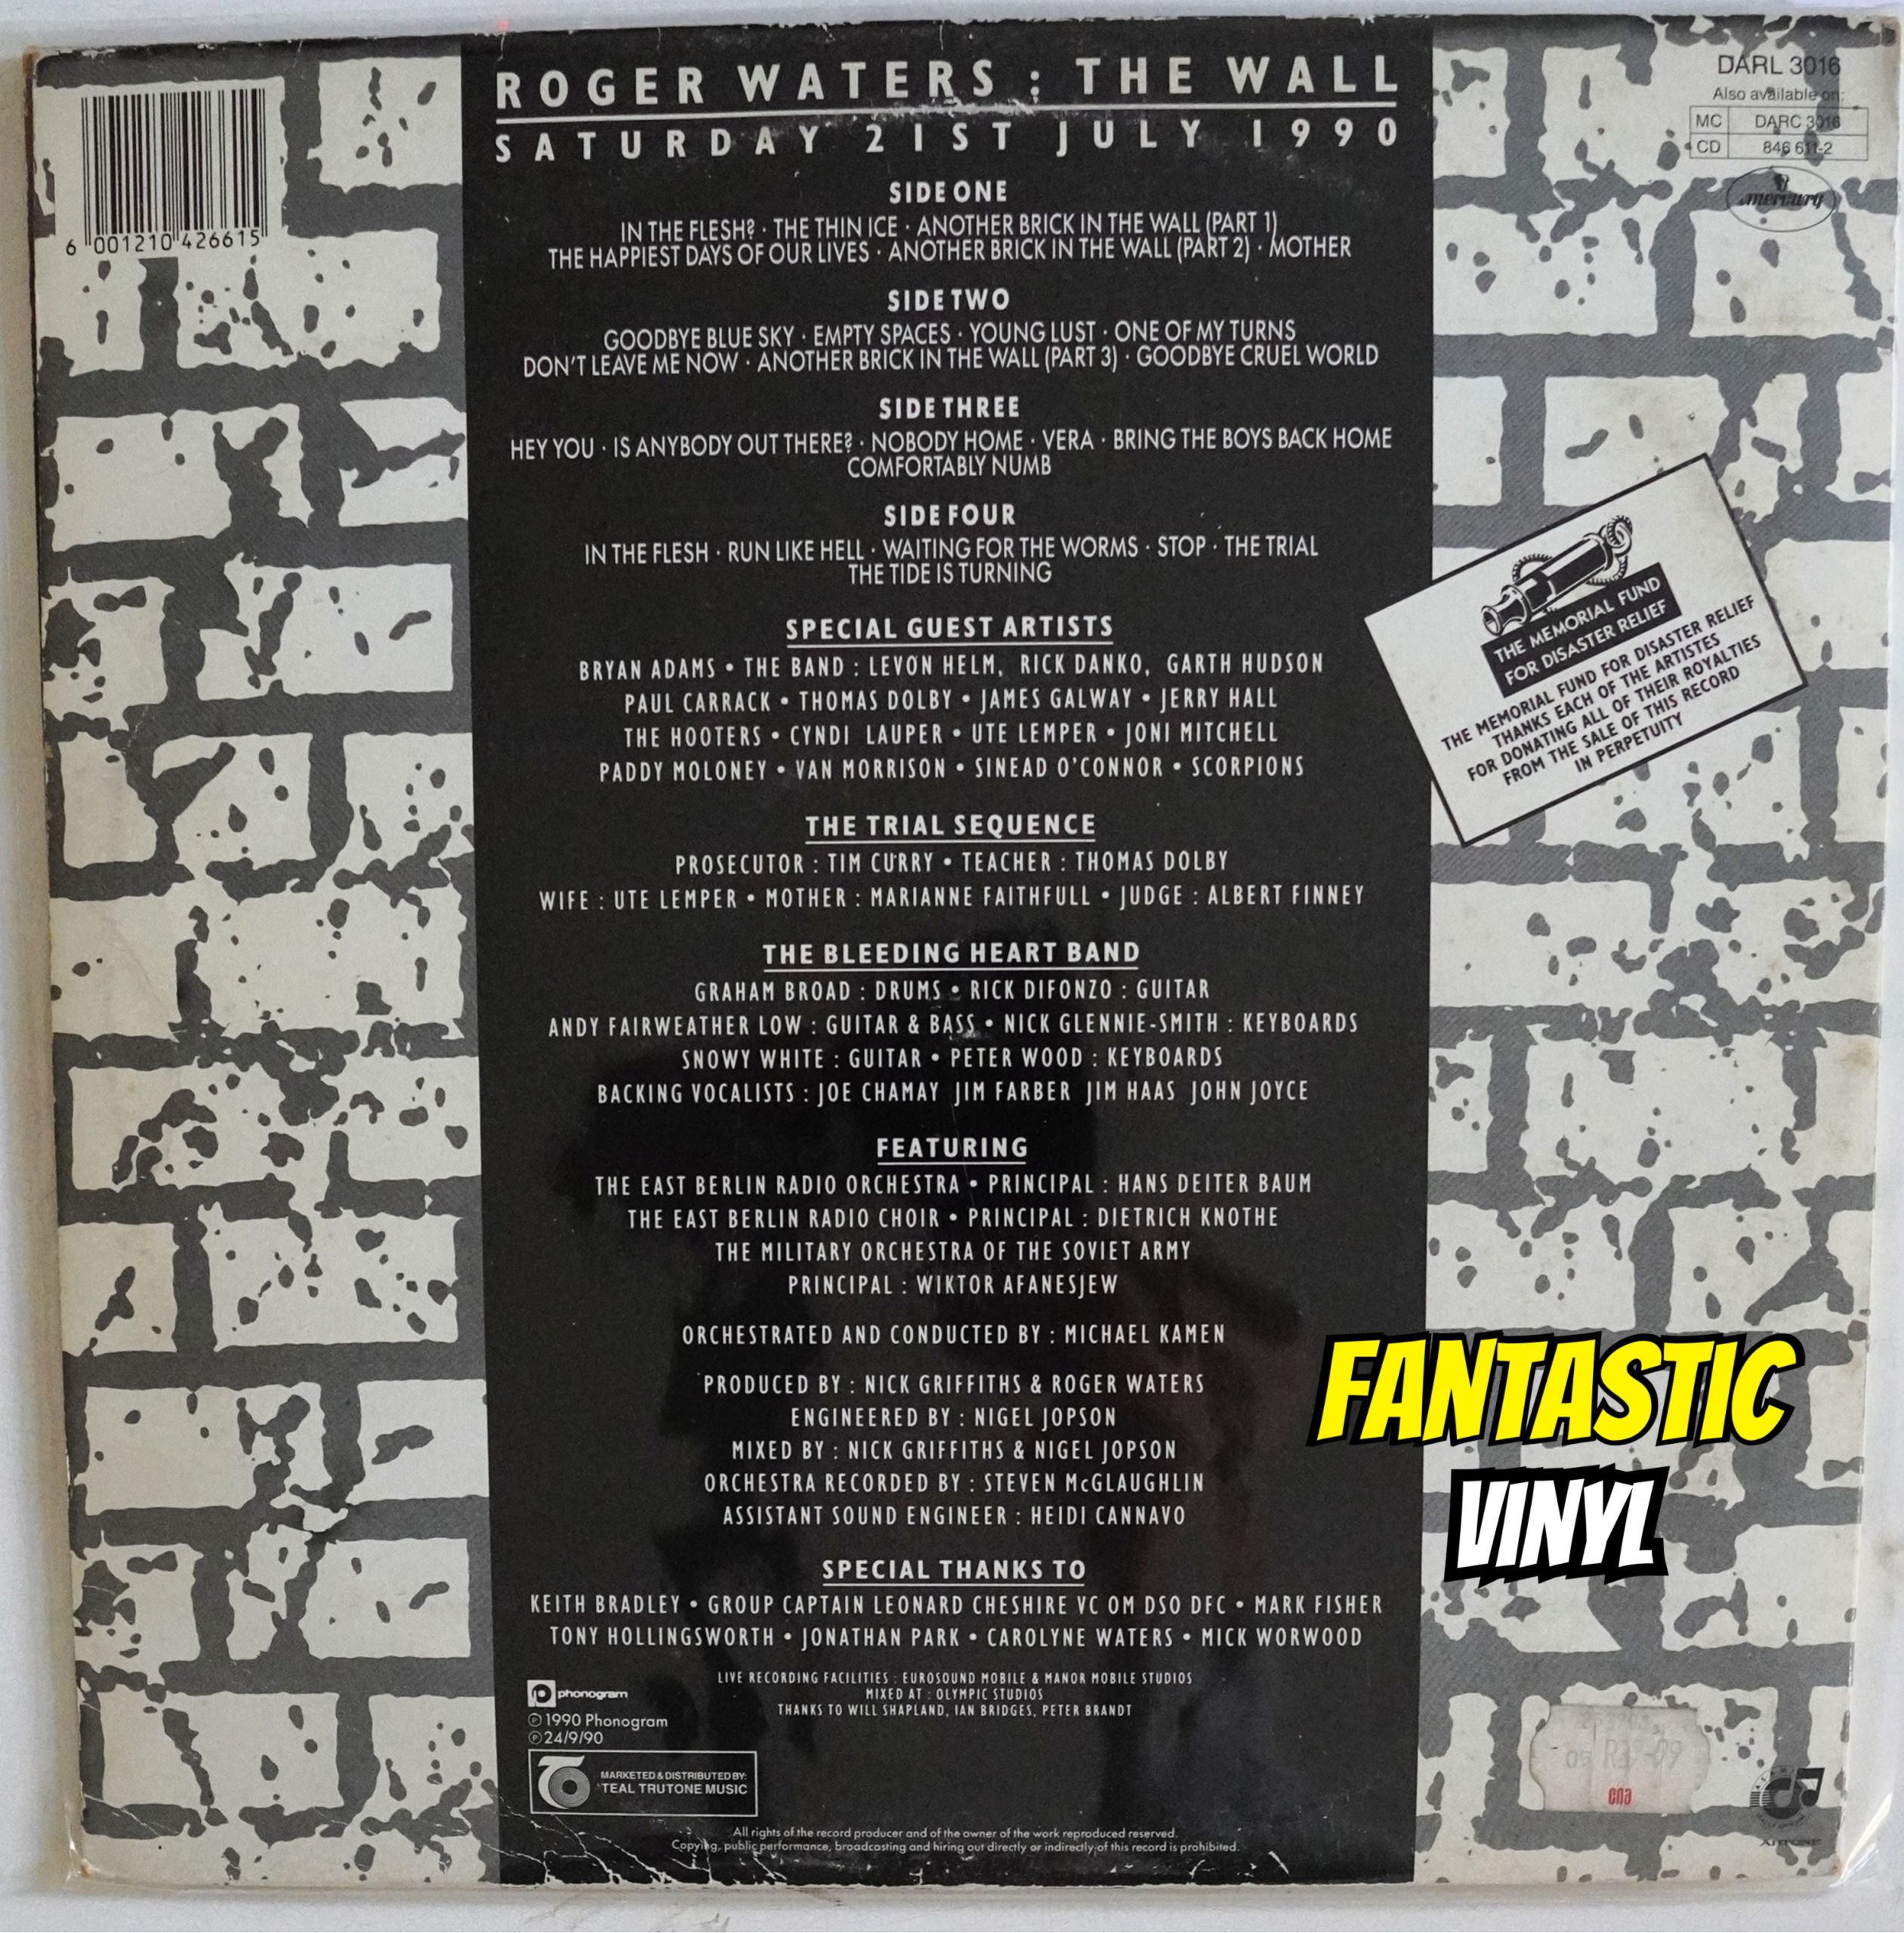 ROGER WATERS : THE WALL
SATURDAY 21ST JULY 1990
DARL 3016
Also available on:
MC DARC 3016
CD 846 611-2
mercury
6 001210 426615
SIDE ONE
IN THE FLESH? · THE THIN ICE · ANOTHER BRICK IN THE WALL (PART 1)
THE HAPPIEST DAYS OF OUR LIVES · ANOTHER BRICK IN THE WALL (PART 2) · MOTHER
SIDE TWO
GOODBYE BLUE SKY · EMPTY SPACES · YOUNG LUST · ONE OF MY TURNS
DON'T LEAVE ME NOW · ANOTHER BRICK IN THE WALL (PART 3) · GOODBYE CRUEL WORLD
SIDE THREE
HEY YOU · IS ANYBODY OUT THERE? · NOBODY HOME · VERA · BRING THE BOYS BACK HOME
COMFORTABLY NUMB
SIDE FOUR
IN THE FLESH · RUN LIKE HELL · WAITING FOR THE WORMS · STOP · THE TRIAL
THE TIDE IS TURNING
THE MEMORIAL FUND
FOR DISASTER RELIEF
THE MEMORIAL FUND FOR DISASTER RELIEF
THANKS EACH OF THE ARTISTES
FOR DONATING ALL OF THEIR ROYALTIES
FROM THE SALE OF THIS RECORD
IN PERPETUITY
SPECIAL GUEST ARTISTS
BRYAN ADAMS • THE BAND : LEVON HELM, RICK DANKO, GARTH HUDSON
PAUL CARRACK • THOMAS DOLBY • JAMES GALWAY • JERRY HALL
THE HOOTERS • CYNDI LAUPER • UTE LEMPER • JONI MITCHELL
PADDY MOLONEY • VAN MORRISON • SINEAD O'CONNOR • SCORPIONS
THE TRIAL SEQUENCE
PROSECUTOR : TIM CURRY • TEACHER : THOMAS DOLBY
WIFE : UTE LEMPER • MOTHER : MARIANNE FAITHFULL • JUDGE : ALBERT FINNEY
THE BLEEDING HEART BAND
GRAHAM BROAD : DRUMS • RICK DIFONZO : GUITAR
ANDY FAIRWEATHER LOW : GUITAR & BASS • NICK GLENNIE-SMITH : KEYBOARDS
SNOWY WHITE : GUITAR • PETER WOOD : KEYBOARDS
BACKING VOCALISTS : JOE CHAMAY JIM FARBER JIM HAAS JOHN JOYCE
FEATURING
THE EAST BERLIN RADIO ORCHESTRA • PRINCIPAL : HANS DEITER BAUM
THE EAST BERLIN RADIO CHOIR • PRINCIPAL : DIETRICH KNOTHE
THE MILITARY ORCHESTRA OF THE SOVIET ARMY
PRINCIPAL : WIKTOR AFANESJEW
ORCHESTRATED AND CONDUCTED BY : MICHAEL KAMEN
PRODUCED BY : NICK GRIFFITHS & ROGER WATERS
ENGINEERED BY : NIGEL JOPSON
MIXED BY : NICK GRIFFITHS & NIGEL JOPSON
ORCHESTRA RECORDED BY : STEVEN McGLAUGHLIN
ASSISTANT SOUND ENGINEER : HEIDI CANNAVO
FANTASTIC
VINYL
SPECIAL THANKS TO
KEITH BRADLEY • GROUP CAPTAIN LEONARD CHESHIRE VC OM DSO DFC • MARK FISHER
TONY HOLLINGSWORTH • JONATHAN PARK • CAROLYNE WATERS • MICK WORWOOD
LIVE RECORDING FACILITIES : EUROSOUND MOBILE & MANOR MOBILE STUDIOS
MIXED AT : OLYMPIC STUDIOS
THANKS TO WILL SHAPLAND, IAN BRIDGES, PETER BRANDT
phonogram
℗ 1990 Phonogram
℗ 24/9/90
MARKETED & DISTRIBUTED BY:
TEAL TRUTONE MUSIC
cna
All rights of the record producer and of the owner of the work reproduced reserved.
Copying, public performance, broadcasting and hiring out directly or indirectly of this record is prohibited.